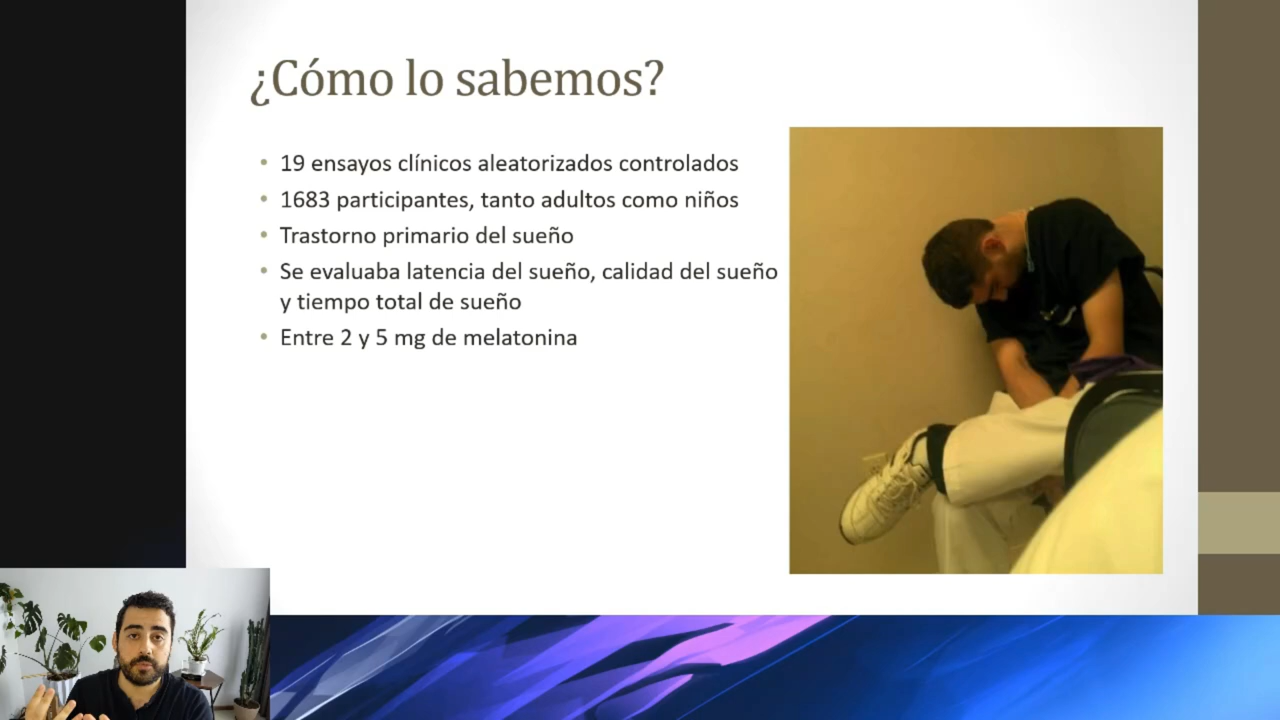 ¿Cómo lo sabemos?
• 19 ensayos clínicos aleatorizados controlados
• 1683 participantes, tanto adultos como niños
• Trastorno primario del sueño
• Se evaluaba latencia del sueño, calidad del sueño
y tiempo total de sueño
• Entre 2 y 5 mg de melatonina